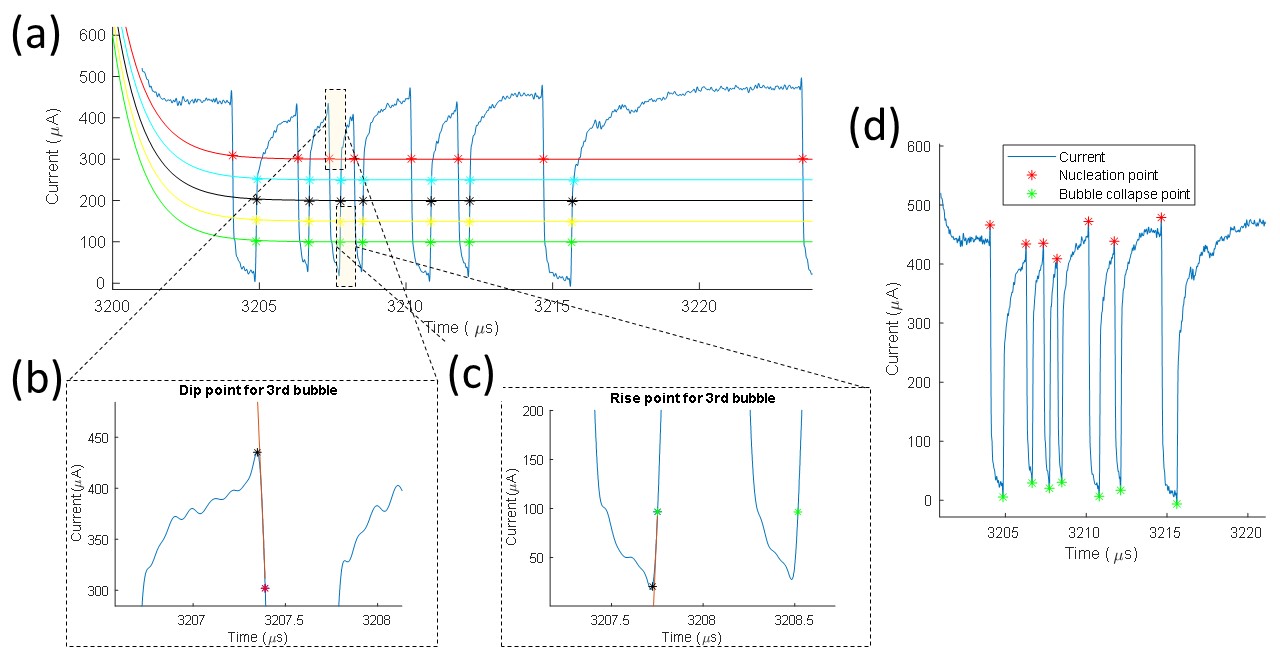 (a)
600
500
400
300
200
100
0
Current (μA)
3200
3205
3210
3215
3220
Time ( μs)
(b)
Dip point for 3rd bubble
450
400
350
300
Current(μA)
3207
3207.5
3208
Time (μs)
(c)
Rise point for 3rd bubble
200
150
100
50
Current (μA)
3207.5
3208
3208.5
Time (μs)
(d)
600
500
400
300
200
100
0
Current (μA)
Current
Nucleation point
Bubble collapse point
3205
3210
3215
3220
Time ( μs)